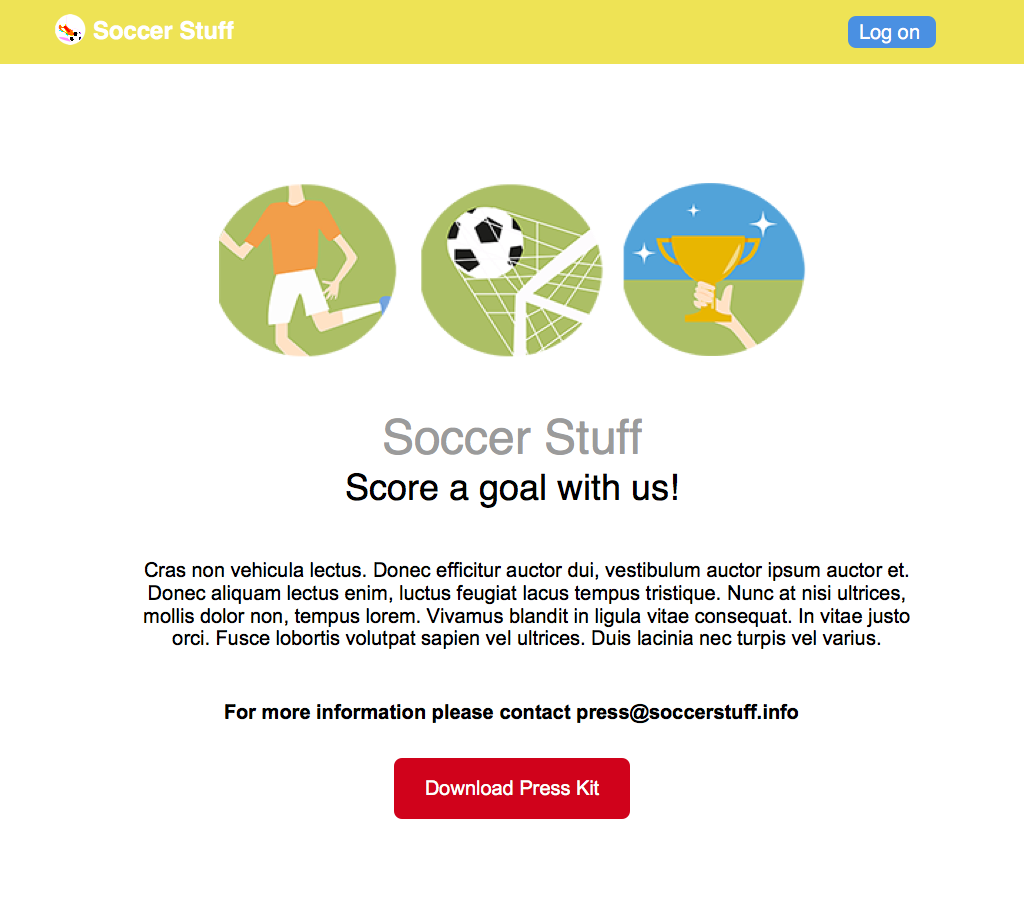 Soccer Stuff
Log on
Soccer Stuff
Score a goal with us!
Cras non vehicula lectus. Donec efficitur auctor dui, vestibulum auctor ipsum auctor et.
Donec aliquam lectus enim, luctus feugiat lacus tempus tristique. Nunc at nisi ultrices,
mollis dolor non, tempus lorem. Vivamus blandit in ligula vitae consequat. In vitae justo
orci. Fusce lobortis volutpat sapien vel ultrices. Duis lacinia nec turpis vel varius.
For more information please contact press@soccerstuff.info
Download Press Kit